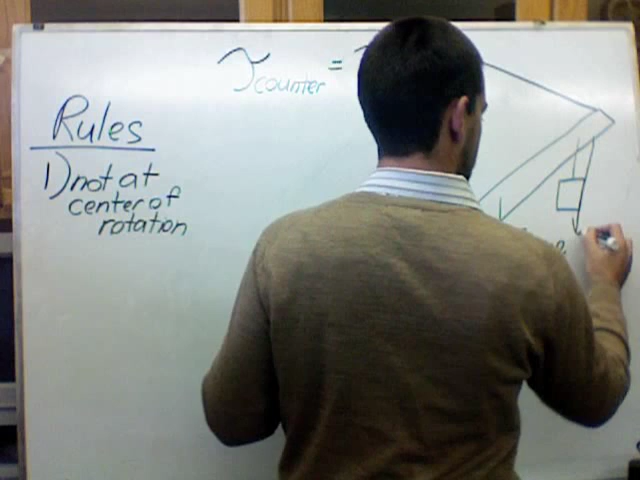 τcounter =
Rules
1) not at
center of
rotation